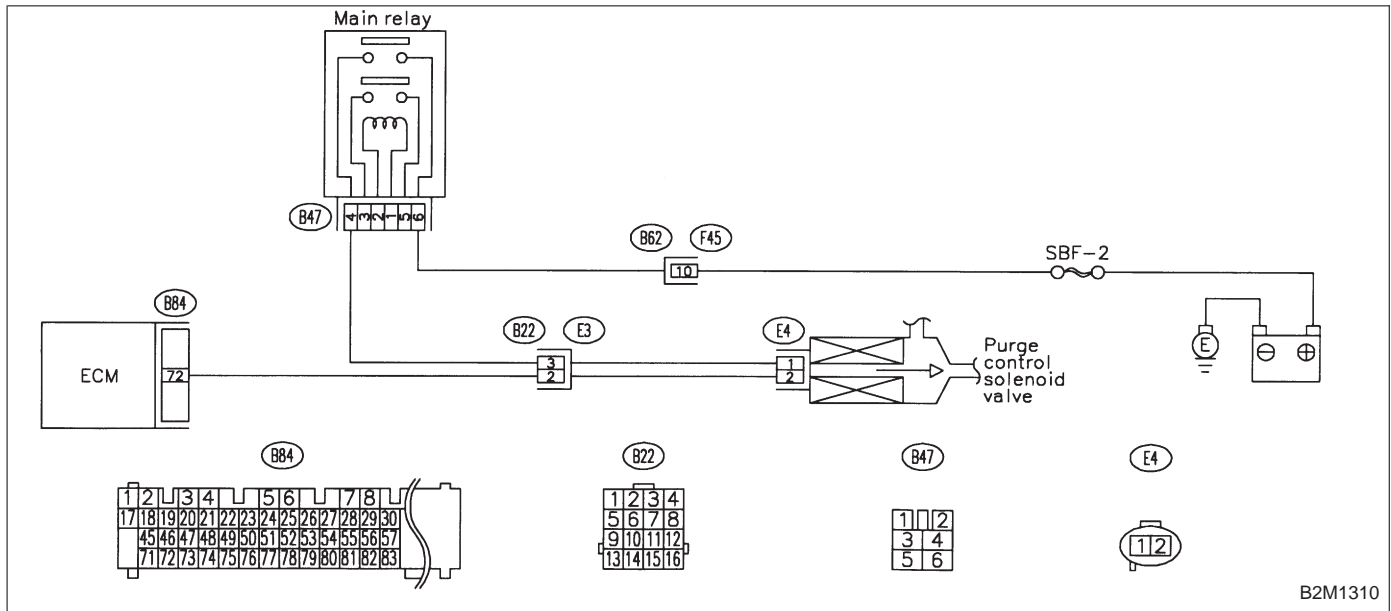 Main relay
B47
4 3 2 1 5 6
B62 F45
10
SBF-2
B84
B22 E3
E4
E
ECM
72
3
2
1
2
Purge
control
solenoid
valve
B84
B22
B47
E4
1 2 3 4 5 6 7 8
17 18 19 20 21 22 23 24 25 26 27 28 29 30
45 46 47 48 49 50 51 52 53 54 55 56 57
71 72 73 74 75 76 77 78 79 80 81 82 83
1 2 3 4
5 6 7 8
9 10 11 12
13 14 15 16
1 2
3 4
5 6
1 2
B2M1310